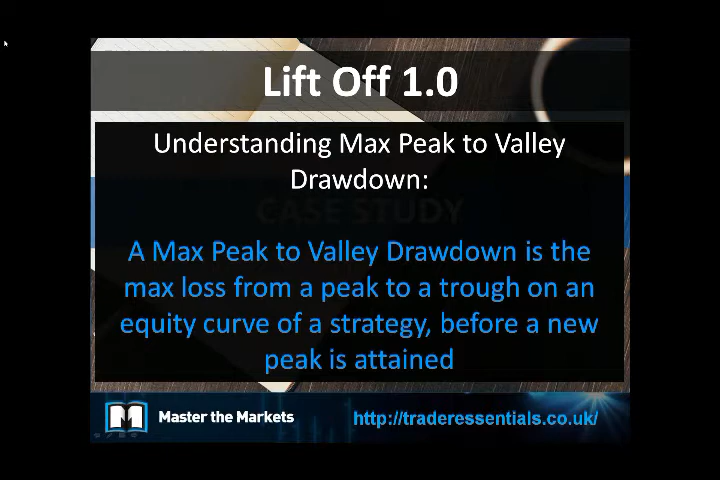 Lift Off 1.0
Understanding Max Peak to Valley
Drawdown:
CASE STUDY
A Max Peak to Valley Drawdown is the
max loss from a peak to a trough on an
equity curve of a strategy, before a new
peak is attained
Master the Markets
http://traderessentials.co.uk/